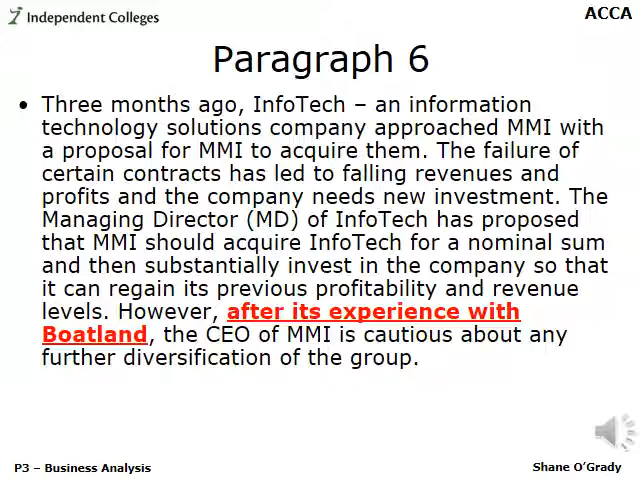 Independent Colleges
ACCA
Paragraph 6
• Three months ago, InfoTech – an information
technology solutions company approached MMI with
a proposal for MMI to acquire them. The failure of
certain contracts has led to falling revenues and
profits and the company needs new investment. The
Managing Director (MD) of InfoTech has proposed
that MMI should acquire InfoTech for a nominal sum
and then substantially invest in the company so that
it can regain its previous profitability and revenue
levels. However, after its experience with
Boatland, the CEO of MMI is cautious about any
further diversification of the group.
P3 – Business Analysis
Shane O’Grady